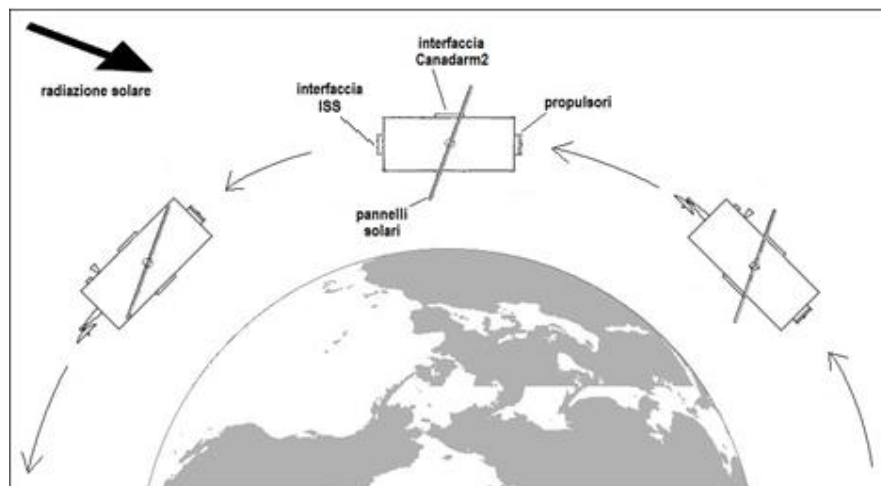 radiazione solare
interfaccia
ISS
interfaccia
Canadarm2
propulsori
pannelli
solari